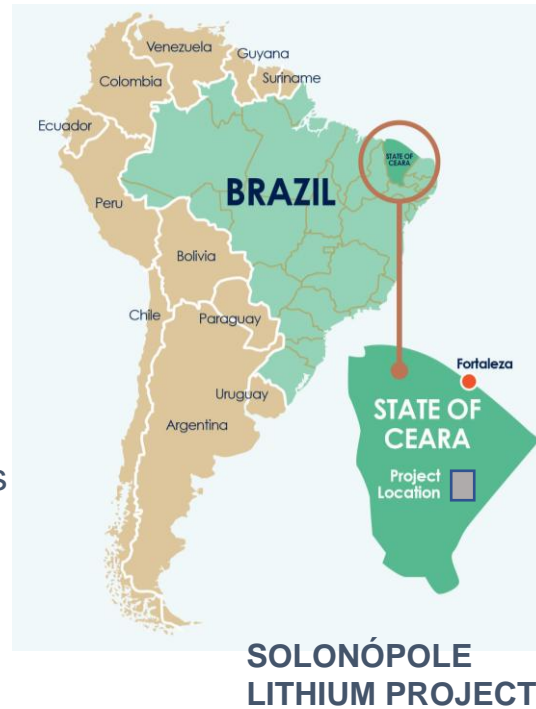 Venezuela
Guyana
Colombia
Suriname
Ecuador
STATE OF
CEARA
BRAZIL
Peru
Bolivia
Chile
Paraguay
Fortaleza
Uruguay
STATE OF
CEARA
Argentina
Project
Location
S
SOLONÓPOLE
LITHIUM PROJECT